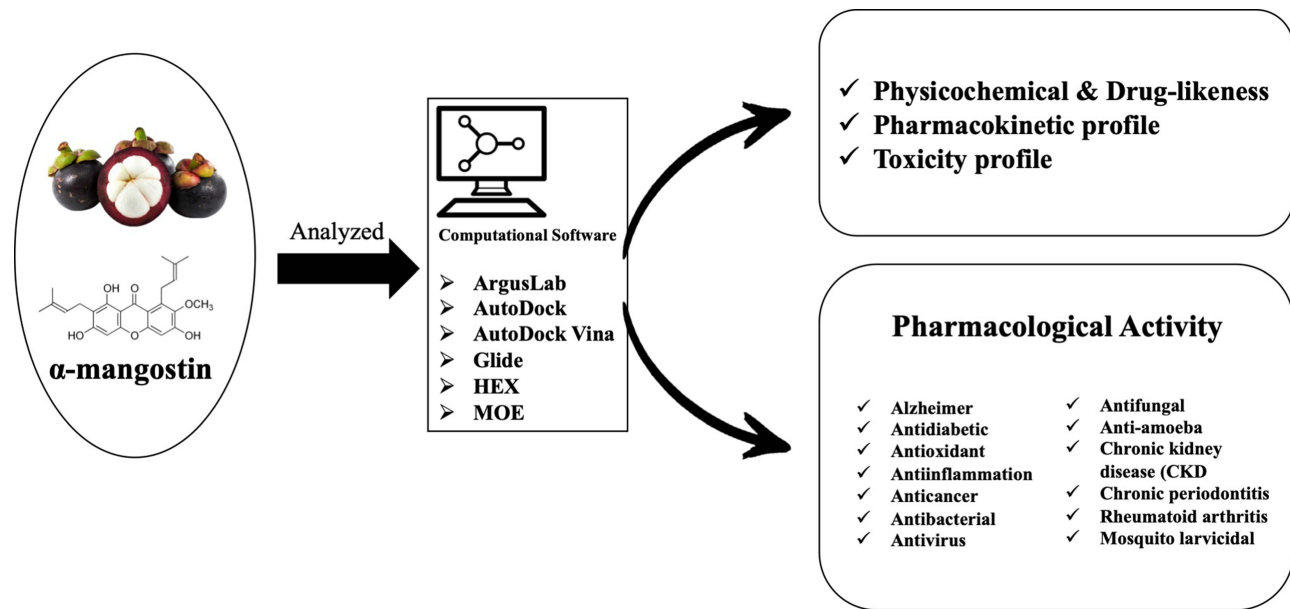 OH
O
OCH3
HO
O
OH
α-mangostin
Analyzed
Computational Software
ArgusLab
AutoDock
AutoDock Vina
Glide
HEX
MOE
✓ Physicochemical & Drug-likeness
✓ Pharmacokinetic profile
✓ Toxicity profile
Pharmacological Activity
✓ Alzheimer
✓ Antidiabetic
✓ Antioxidant
✓ Antiinflammation
✓ Anticancer
✓ Antibacterial
✓ Antivirus
✓ Antifungal
✓ Anti-amoeba
✓ Chronic kidney
disease (CKD
✓ Chronic periodontitis
✓ Rheumatoid arthritis
✓ Mosquito larvicidal